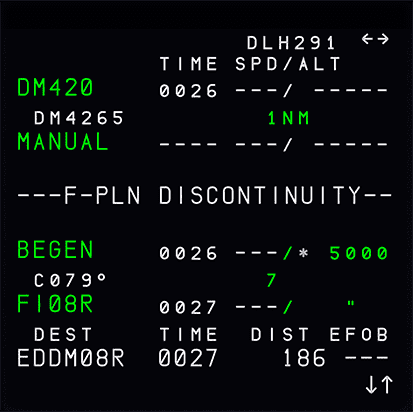 DLH291 ←→
TIME SPD/ALT
DM420 0026 ---/ -----
DM4265 1NM
MANUAL ---- ---/ -----
---F-PLN DISCONTINUITY--
BEGEN 0026 ---/* 5000
C079° 7
FI08R 0027 ---/ "
DEST TIME DIST EFOB
EDDM08R 0027 186 ---
↓↑